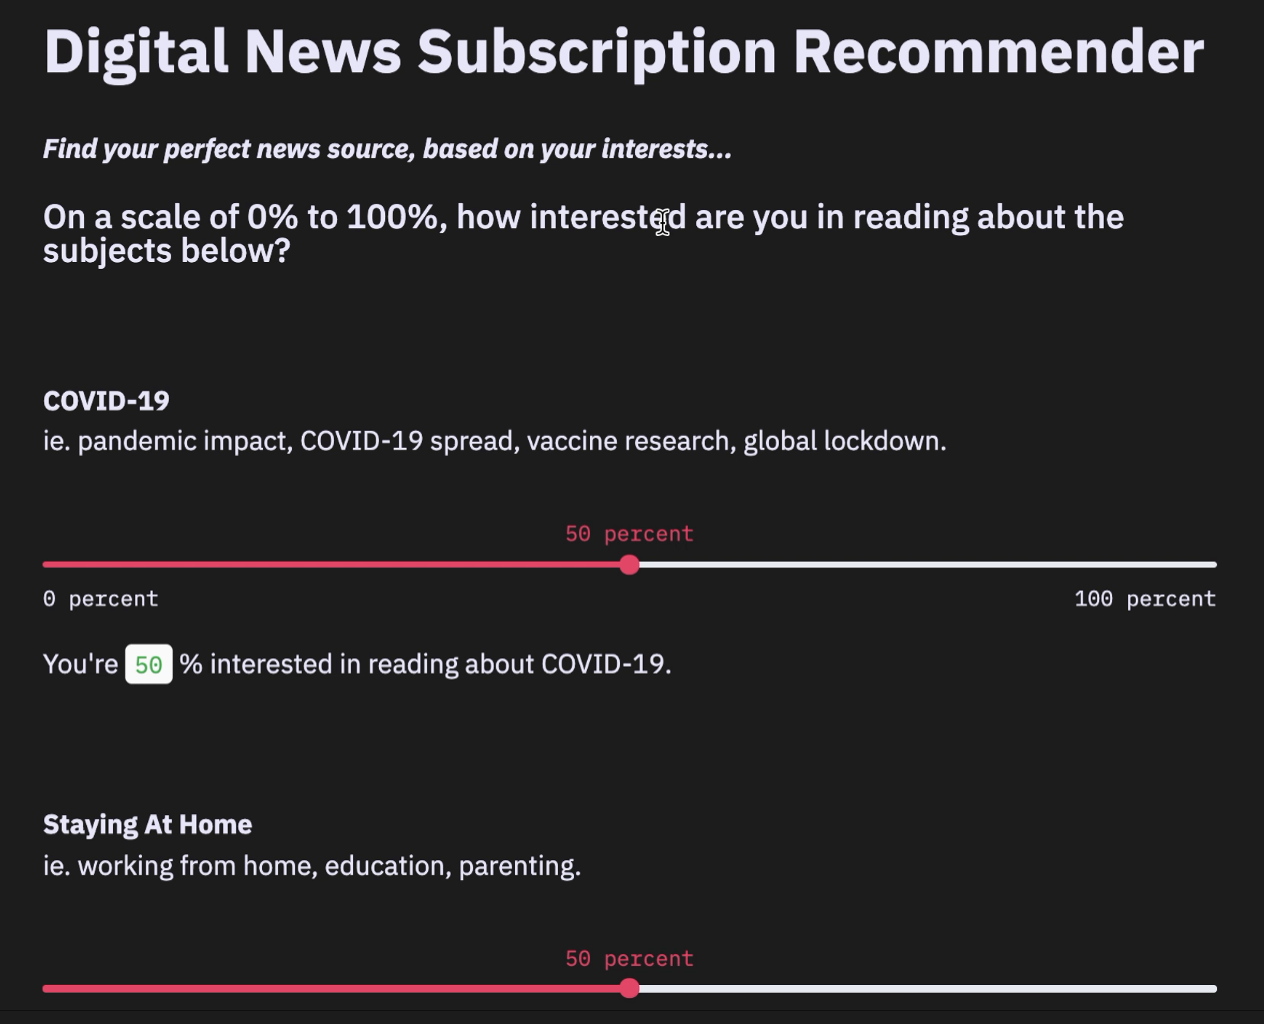 Digital News Subscription Recommender
Find your perfect news source, based on your interests...
On a scale of 0% to 100%, how interested are you in reading about the
subjects below?
COVID-19
ie. pandemic impact, COVID-19 spread, vaccine research, global lockdown.
50 percent
0 percent 100 percent
You're 50 % interested in reading about COVID-19.
Staying At Home
ie. working from home, education, parenting.
50 percent